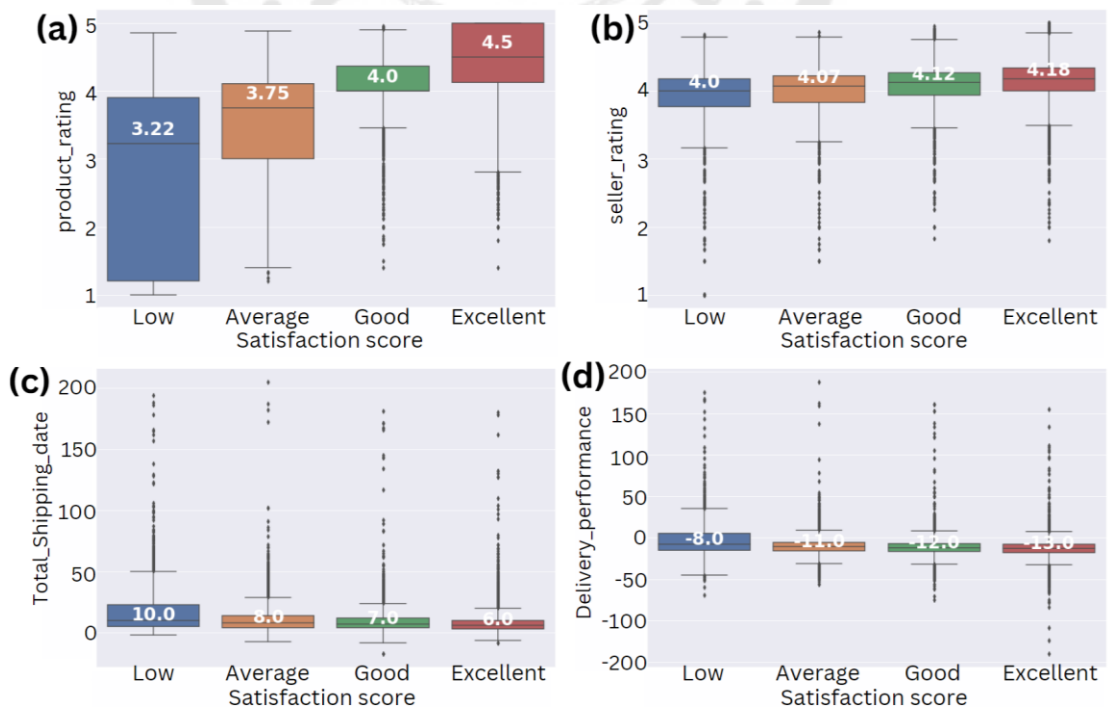 (a)
product_rating
5
4
3
2
1
3.22
3.75
4.0
4.5
Low Average Good Excellent
Satisfaction score
(b)
seller_rating
5
4
3
2
1
4.0
4.07
4.12
4.18
Low Average Good Excellent
Satisfaction score
(c)
Total_Shipping_date
200
150
100
50
0
10.0
8.0
7.0
6.0
Low Average Good Excellent
Satisfaction score
(d)
Delivery_performance
200
150
100
50
0
-50
-100
-200
-8.0
-11.0
-12.0
-13.0
Low Average Good Excellent
Satisfaction score